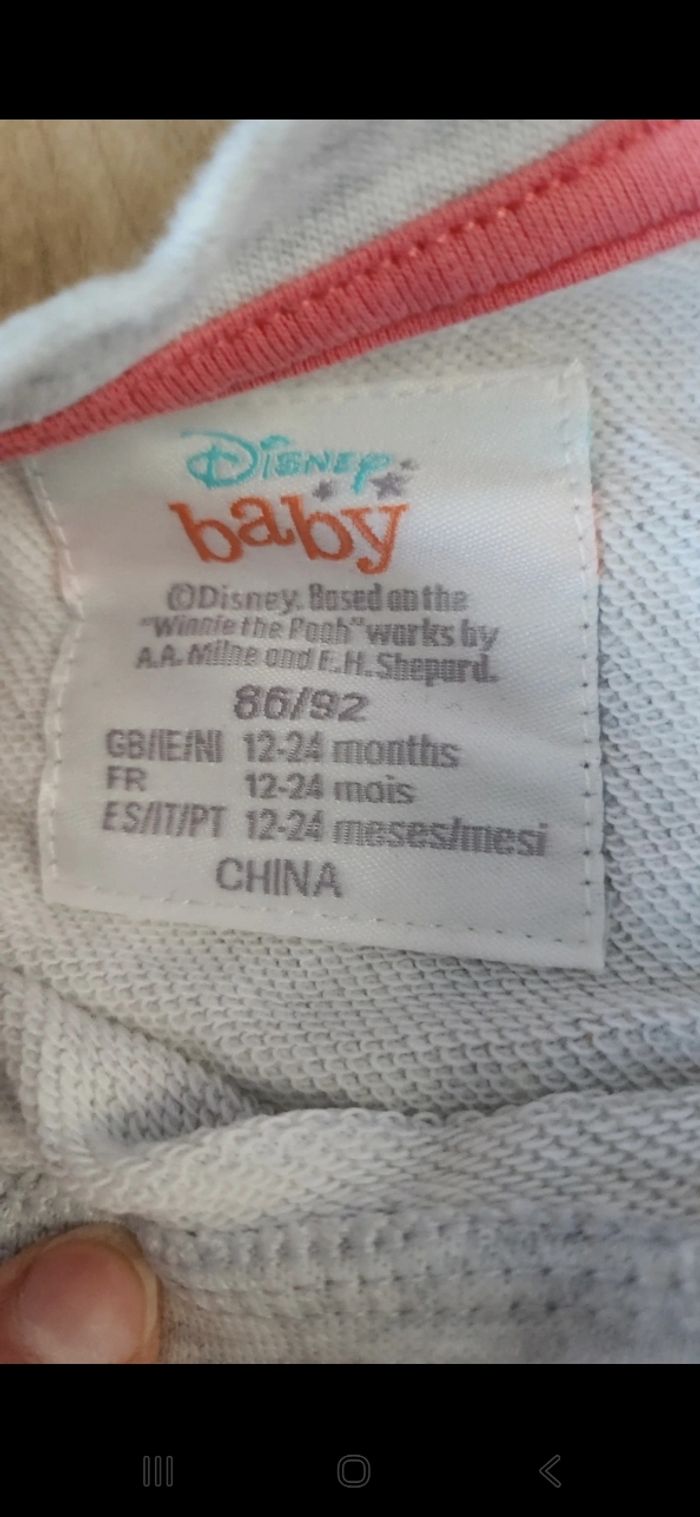 Disney
baby
©Disney. Based on the
"Winnie the Pooh" works by
A.A. Milne and E.H. Shepard.
86/92
GB/IE/NI 12-24 months
FR 12-24 mois
ES/IT/PT 12-24 meses/mesi
CHINA